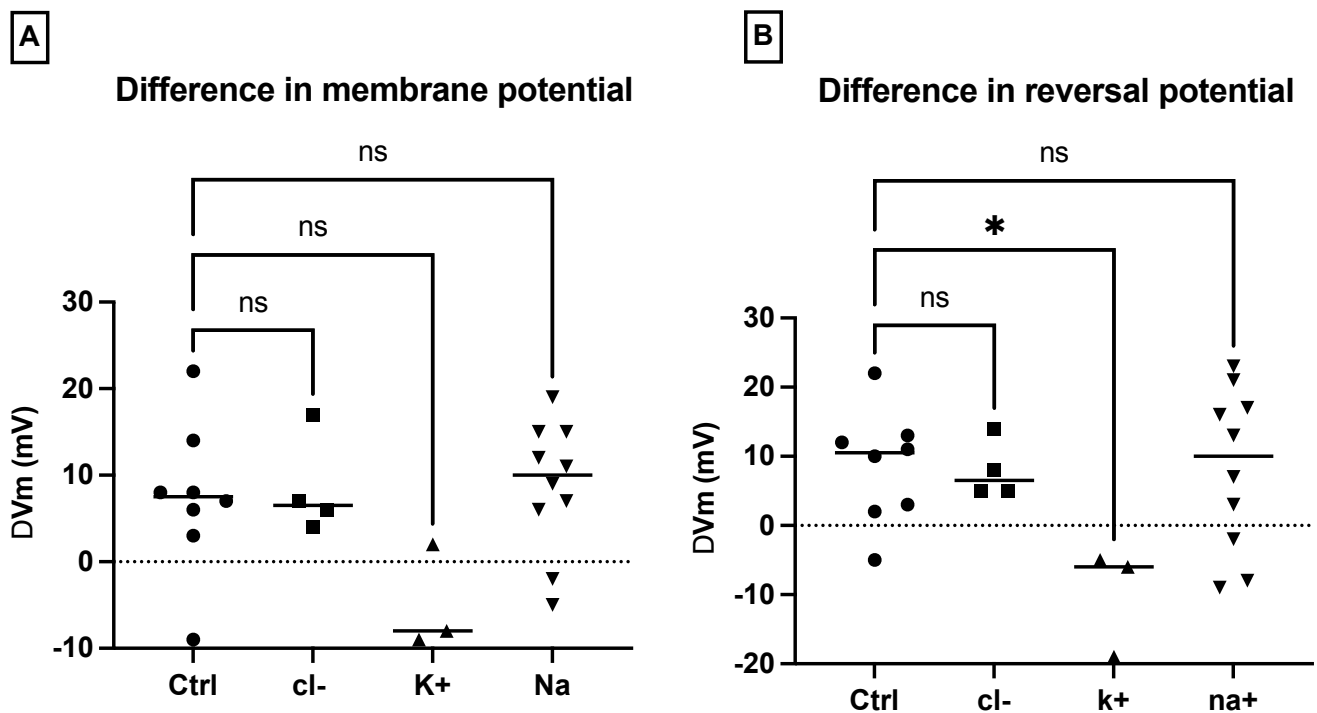 A
Difference in membrane potential
ns
ns
ns
30
20
10
0
-10
DVm (mV)
Ctrl cl- K+ Na
B
Difference in reversal potential
ns
*
ns
30
20
10
0
-10
-20
DVm (mV)
Ctrl cl- k+ na+